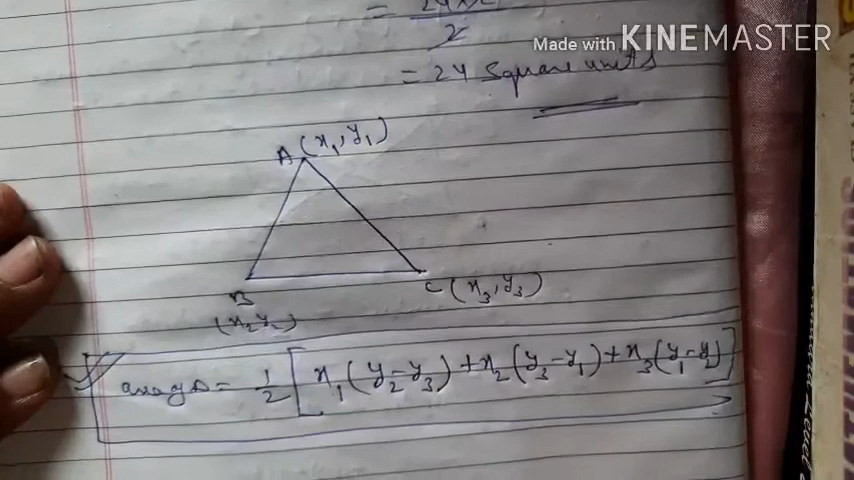 Made with KINEMASTER
= 24 Square units
A (x₁, y₁)
B
C (x₃, y₃)
(x₂ y₂)
area of Δ = 1/2 [x₁(y₂-y₃)+x₂(y₃-y₁)+x₃(y₁-y₂)]